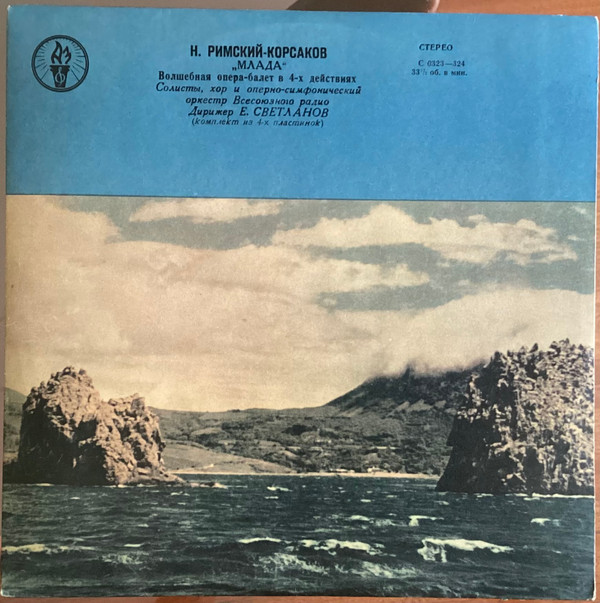 Н. РИМСКИЙ-КОРСАКОВ
„МЛАДА“
Волшебная опера-балет в 4-х действиях
Солисты, хор и оперно-симфонический
оркестр Всесоюзного радио
Дирижер Е. СВЕТЛАНОВ
(комплект из 4-х пластинок)
СТЕРЕО
С 0323—324
33⅓ об. в мин.